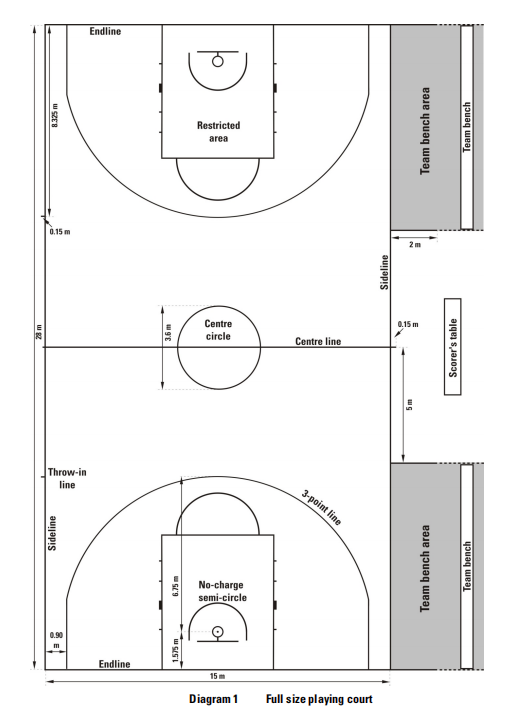 Endline
8.325 m
Restricted
area
Team bench area
Team bench
0.15 m
2 m
Sideline
28 m
3.6 m
Centre
circle
Centre line
0.15 m
Scorer's table
5 m
Throw-in
line
3-point line
Sideline
6.75 m
No-charge
semi-circle
Team bench area
Team bench
0.90
m
1.575 m
Endline
15 m
Diagram 1 Full size playing court